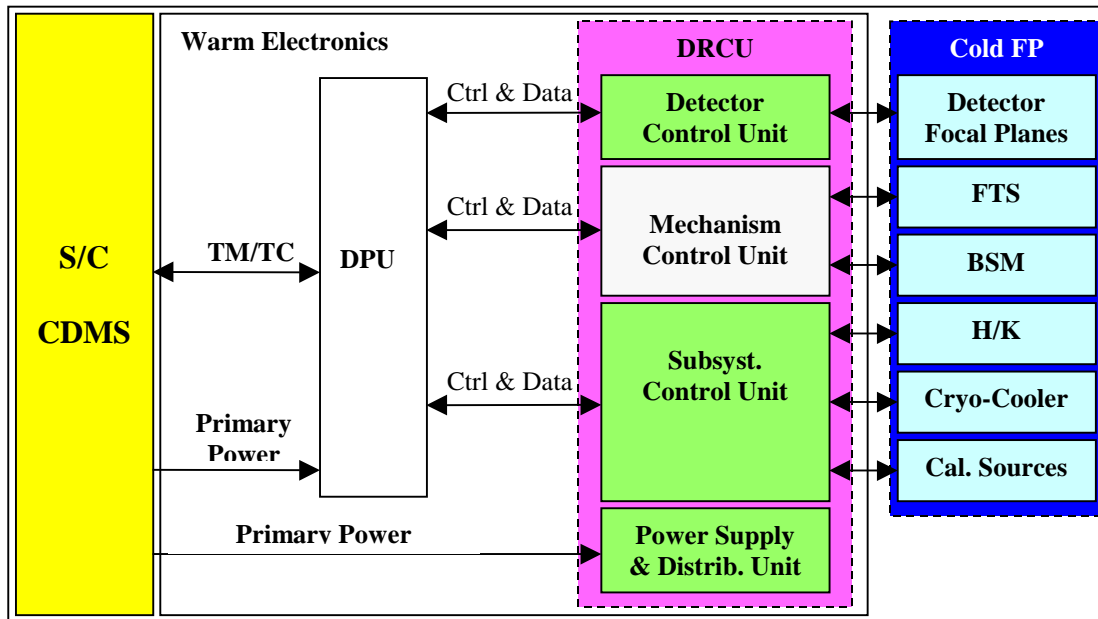 Warm Electronics
DRCU
Cold FP
Ctrl & Data
Detector
Control Unit
Detector
Focal Planes
Ctrl & Data
Mechanism
Control Unit
FTS
BSM
S/C
CDMS
TM/TC
DPU
H/K
Ctrl & Data
Subsyst.
Control Unit
Cryo-Cooler
Primary
Power
Cal. Sources
Primary Power
Power Supply
& Distrib. Unit